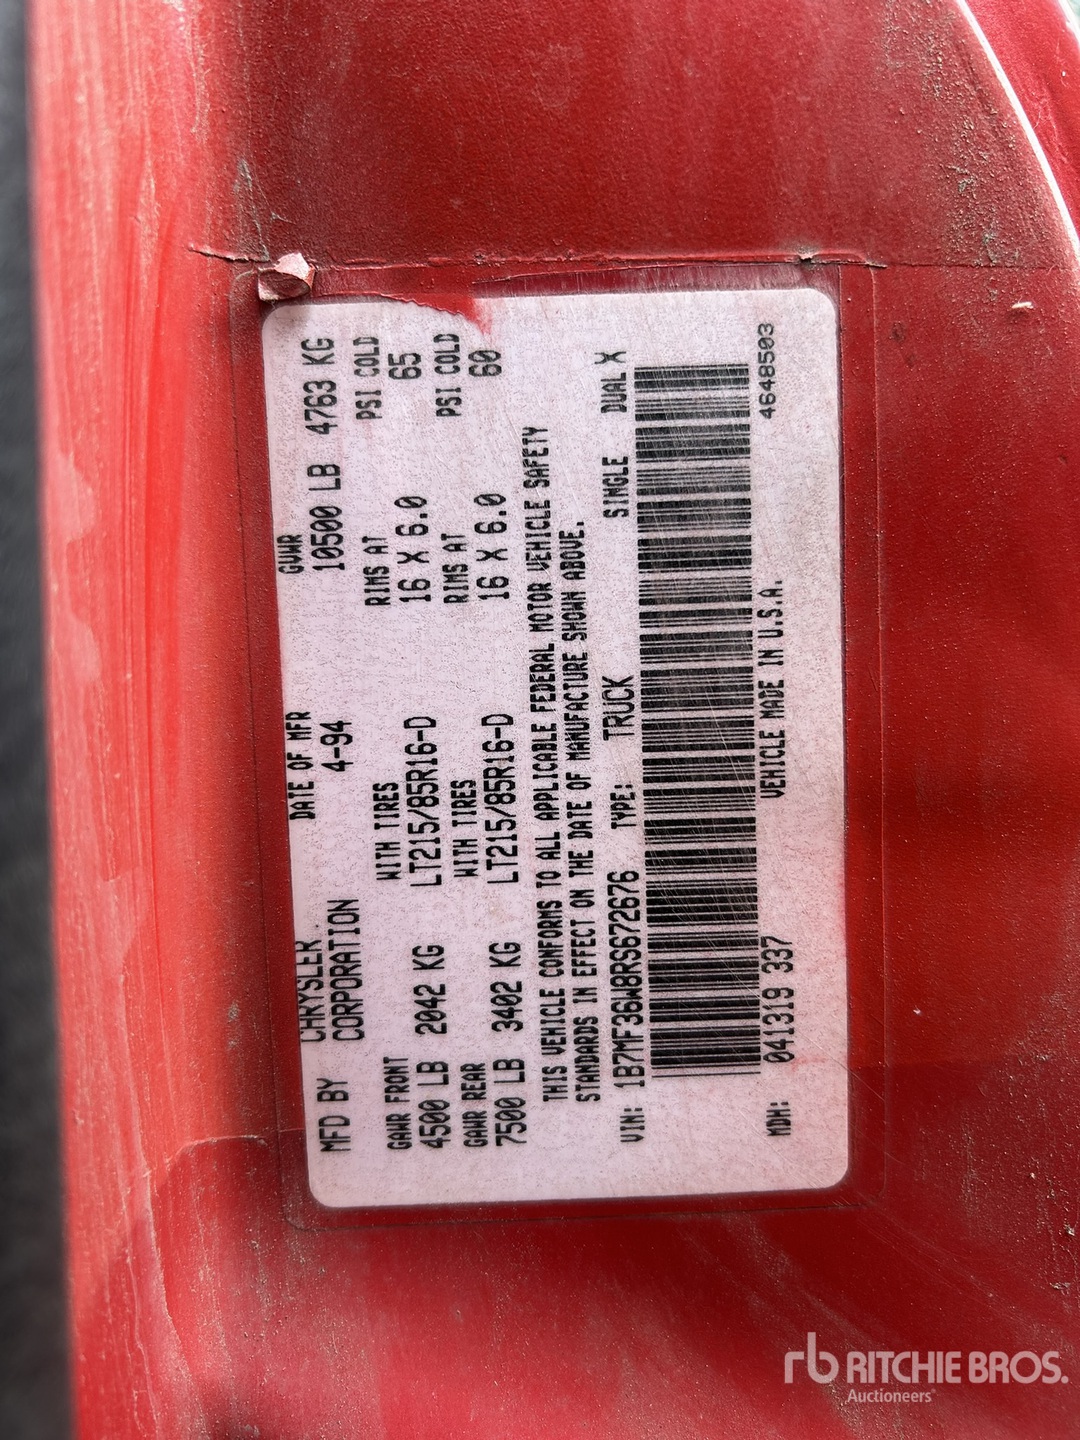 MFD BY CHRYSLER DATE OF MFR GVWR
CORPORATION 4-94 10500 LB 4763 KG
GAWR FRONT WITH TIRES RIMS AT PSI COLD
4500 LB 2042 KG LT215/85R16-D 16 X 6.0 65
GAWR REAR WITH TIRES RIMS AT PSI COLD
7500 LB 3402 KG LT215/85R16-D 16 X 6.0 60
THIS VEHICLE CONFORMS TO ALL APPLICABLE FEDERAL MOTOR VEHICLE SAFETY
STANDARDS IN EFFECT ON THE DATE OF MANUFACTURE SHOWN ABOVE.
VIN: 1B7MF36W8RS672676 TYPE: TRUCK SINGLE DUAL X
MDH: 041319 337 VEHICLE MADE IN U.S.A. 4648503
rb RITCHIE BROS.
Auctioneers